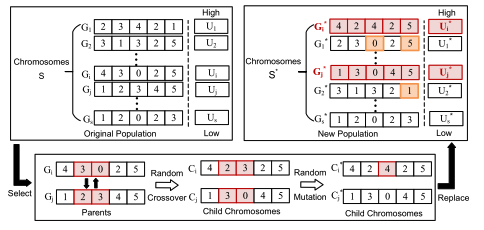 High
G1 2 3 4 2 1 U1
G2 3 1 3 2 5 U2
Chromosomes
S
Gi 4 3 0 2 5 Ui
Gj 1 2 3 4 5 Uj
Gs 1 2 0 2 3 Us
Original Population Low
High
Gi* 4 2 4 2 5 Ui*
G1* 2 3 0 2 5 U1*
Chromosomes
S*
Gj* 1 3 0 4 5 Uj*
G2* 3 1 3 2 1 U2*
Gs* 1 2 0 2 3 Us*
New Population Low
Select
Gi 4 3 0 2 5
Gj 1 2 3 4 5
Parents
Random
Crossover
Ci 4 2 3 2 5
Cj 1 3 0 4 5
Child Chromosomes
Random
Mutation
Ci* 4 2 4 2 5
Cj* 1 3 0 4 5
Child Chromosomes
Replace